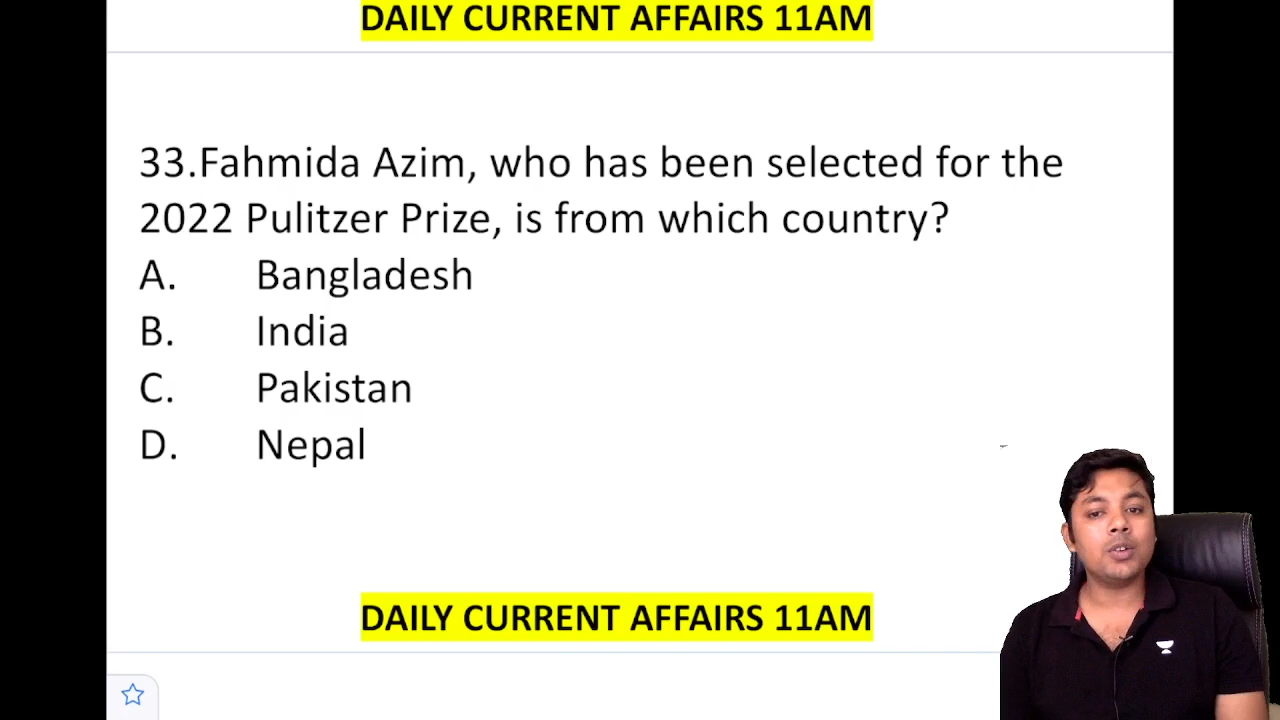 DAILY CURRENT AFFAIRS 11AM
33.Fahmida Azim, who has been selected for the
2022 Pulitzer Prize, is from which country?
A. Bangladesh
B. India
C. Pakistan
D. Nepal
DAILY CURRENT AFFAIRS 11AM